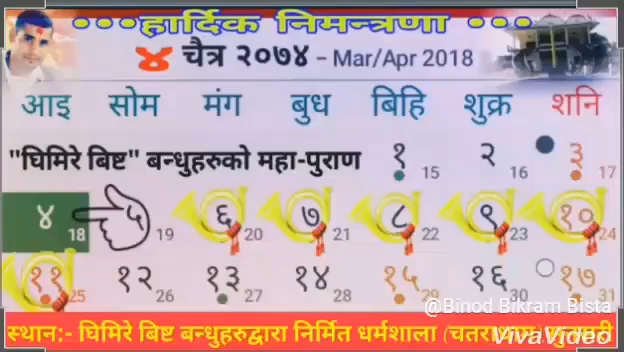 हार्दिक निमन्त्रणा
चैत्र २०७४ - Mar/Apr 2018
आइ सोम मंग बुध बिहि शुक्र शनि
"घिमिरे बिष्ट" बन्धुहरुको महा-पुराण १ 15 २ 16 ३ 17
४ 18 ५ 19 ६ 20 ७ 21 ८ 22 ९ 23 १० 24
११ 25 १२ 26 १३ 27 १४ 28 १५ 29 १६ 30 १७ 31
@Binod Bikram Bista
स्थान:- घिमिरे बिष्ट बन्धुहरुद्वारा निर्मित धर्मशाला
VivaVideo